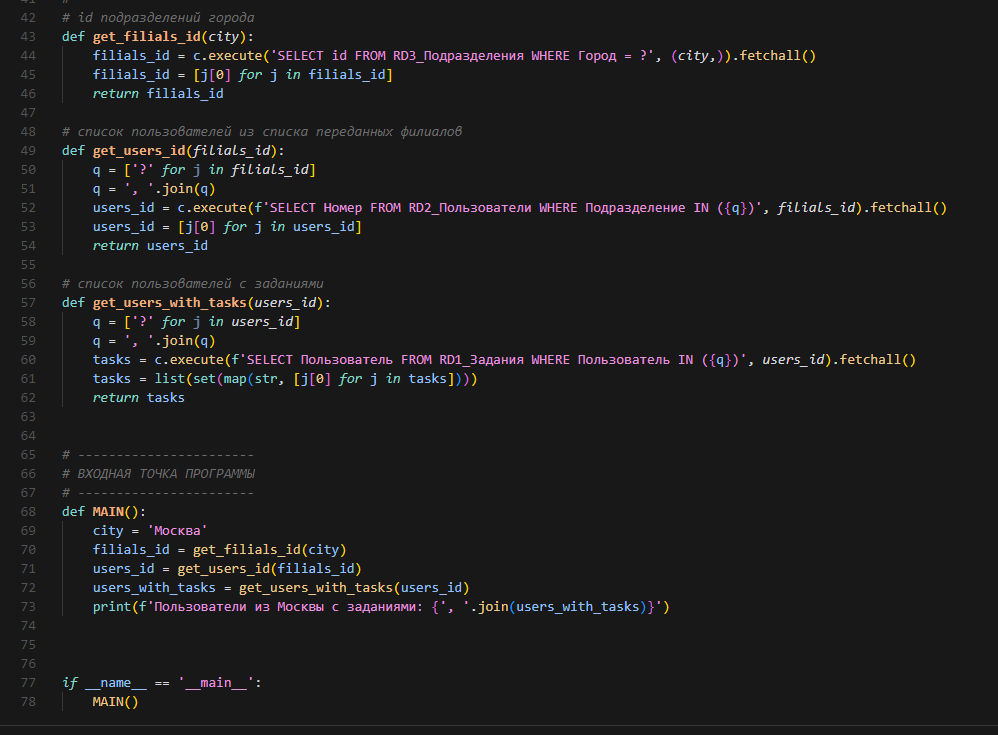 41 #
42 # id подразделений города
43 def get_filials_id(city):
44     filials_id = c.execute('SELECT id FROM RD3_Подразделения WHERE Город = ?', (city,)).fetchall()
45     filials_id = [j[0] for j in filials_id]
46     return filials_id
47
48 # список пользователей из списка переданных филиалов
49 def get_users_id(filials_id):
50     q = ['?' for j in filials_id]
51     q = ', '.join(q)
52     users_id = c.execute(f'SELECT Номер FROM RD2_Пользователи WHERE Подразделение IN ({q})', filials_id).fetchall()
53     users_id = [j[0] for j in users_id]
54     return users_id
55
56 # список пользователей с заданиями
57 def get_users_with_tasks(users_id):
58     q = ['?' for j in users_id]
59     q = ', '.join(q)
60     tasks = c.execute(f'SELECT Пользователь FROM RD1_Задания WHERE Пользователь IN ({q})', users_id).fetchall()
61     tasks = list(set(map(str, [j[0] for j in tasks])))
62     return tasks
63
64
65 # -----------------------
66 # ВХОДНАЯ ТОЧКА ПРОГРАММЫ
67 # -----------------------
68 def MAIN():
69     city = 'Москва'
70     filials_id = get_filials_id(city)
71     users_id = get_users_id(filials_id)
72     users_with_tasks = get_users_with_tasks(users_id)
73     print(f'Пользователи из Москвы с заданиями: {', '.join(users_with_tasks)}')
74
75
76
77 if __name__ == '__main__':
78     MAIN()